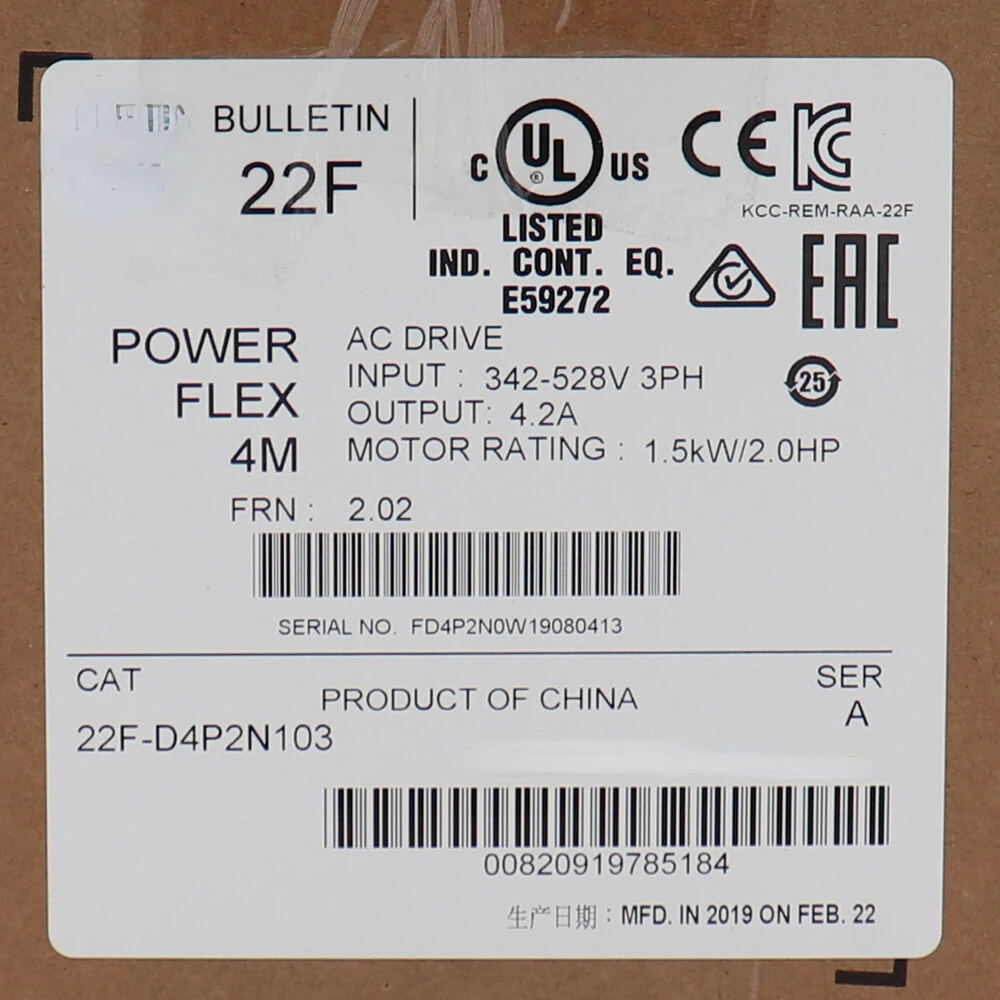 BULLETIN
22F
C UL US
®
LISTED
IND. CONT. EQ.
E59272
CE
KC
KCC-REM-RAA-22F
EAC
POWER
FLEX
4M
AC DRIVE
INPUT : 342-528V 3PH
OUTPUT: 4.2A
MOTOR RATING : 1.5kW/2.0HP
25
FRN : 2.02
SERIAL NO. FD4P2N0W19080413
CAT
PRODUCT OF CHINA
SER
A
22F-D4P2N103
00820919785184
生产日期：MFD. IN 2019 ON FEB. 22